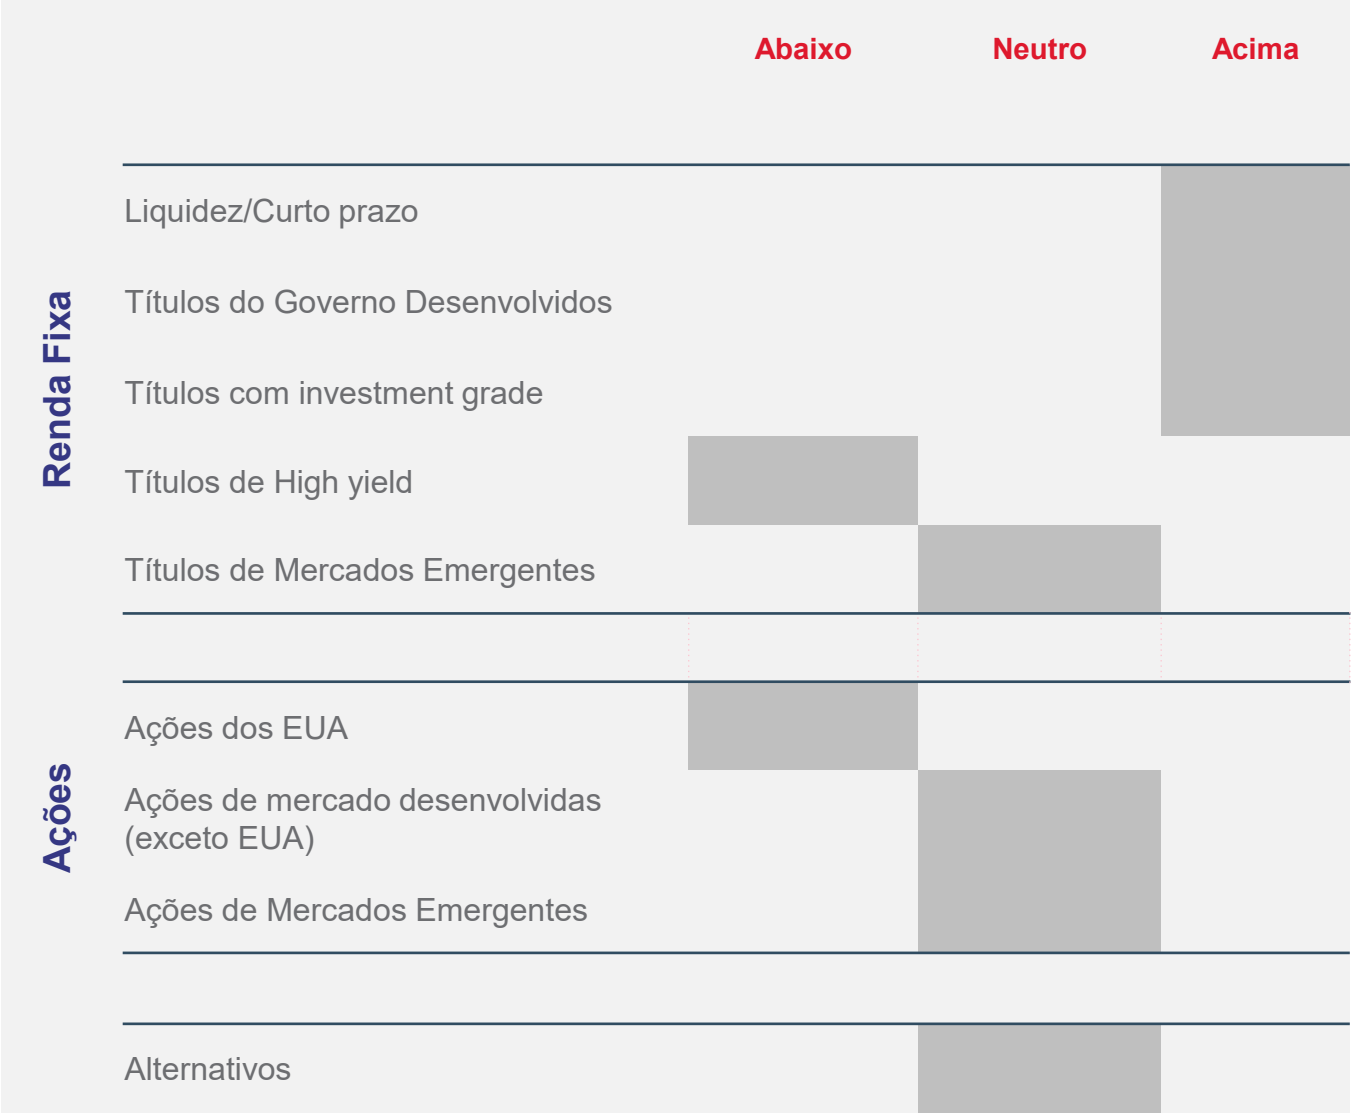 Abaixo Neutro Acima
Renda Fixa
Liquidez/Curto prazo
Títulos do Governo Desenvolvidos
Títulos com investment grade
Títulos de High yield
Títulos de Mercados Emergentes
Ações
Ações dos EUA
Ações de mercado desenvolvidas
(exceto EUA)
Ações de Mercados Emergentes
Alternativos